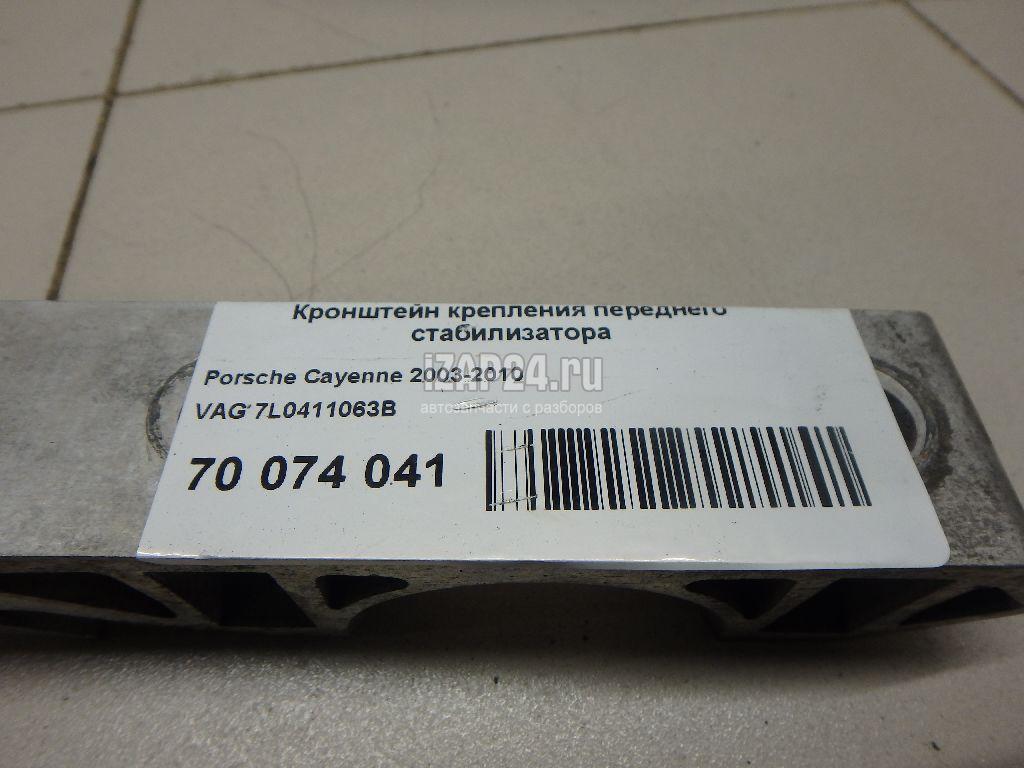 Кронштейн крепления переднего
стабилизатора
iZAP24.ru
Porsche Cayenne 2003-2010
автозапчасти с разборов
VAG 7L0411063B
70 074 041